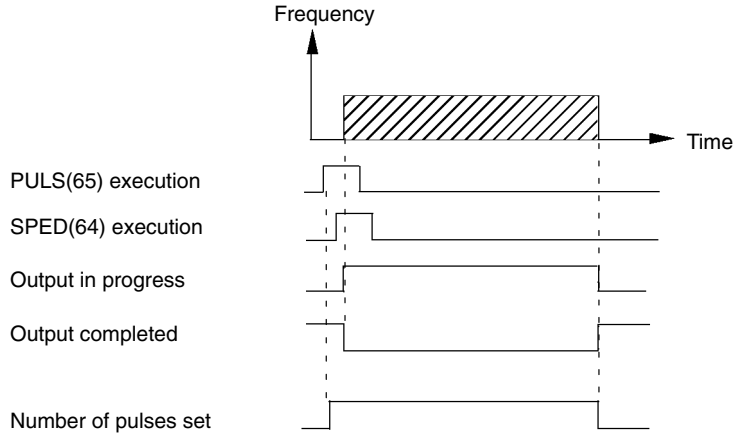 Frequency
Time
PULS(65) execution
SPED(64) execution
Output in progress
Output completed
Number of pulses set